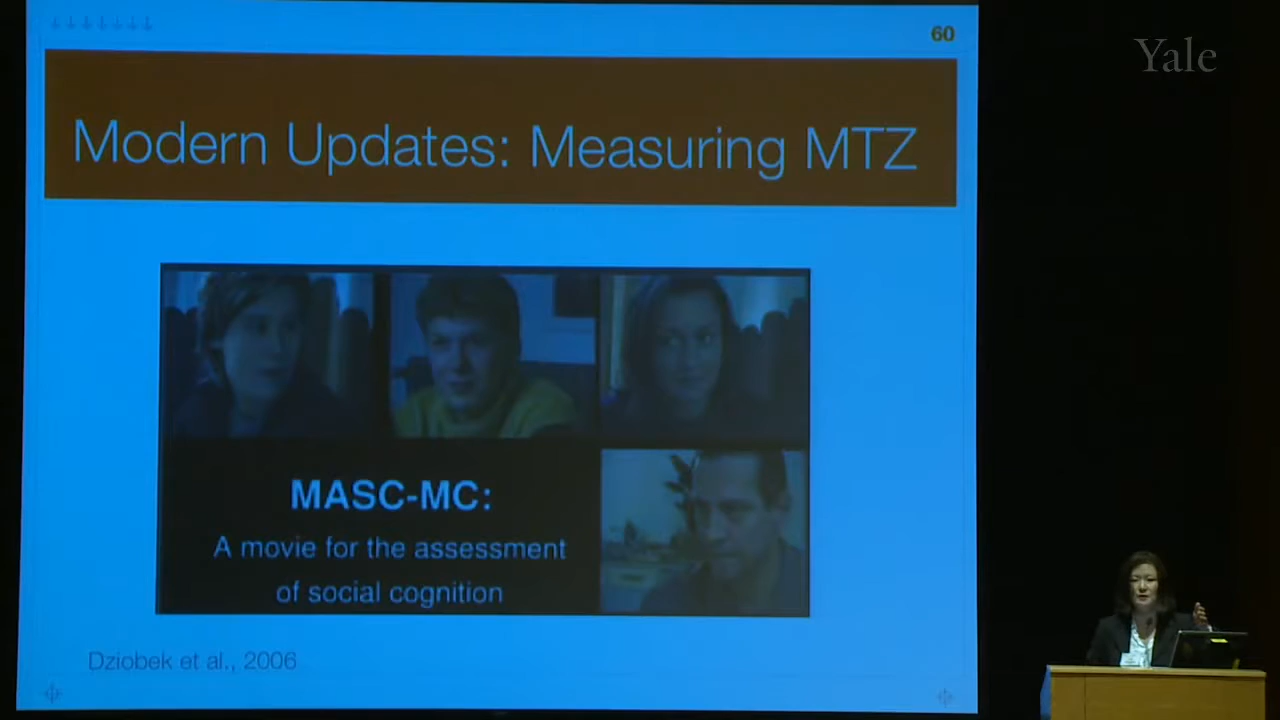 60
Yale
Modern Updates: Measuring MTZ
MASC-MC:
A movie for the assessment
of social cognition
Dziobek et al., 2006